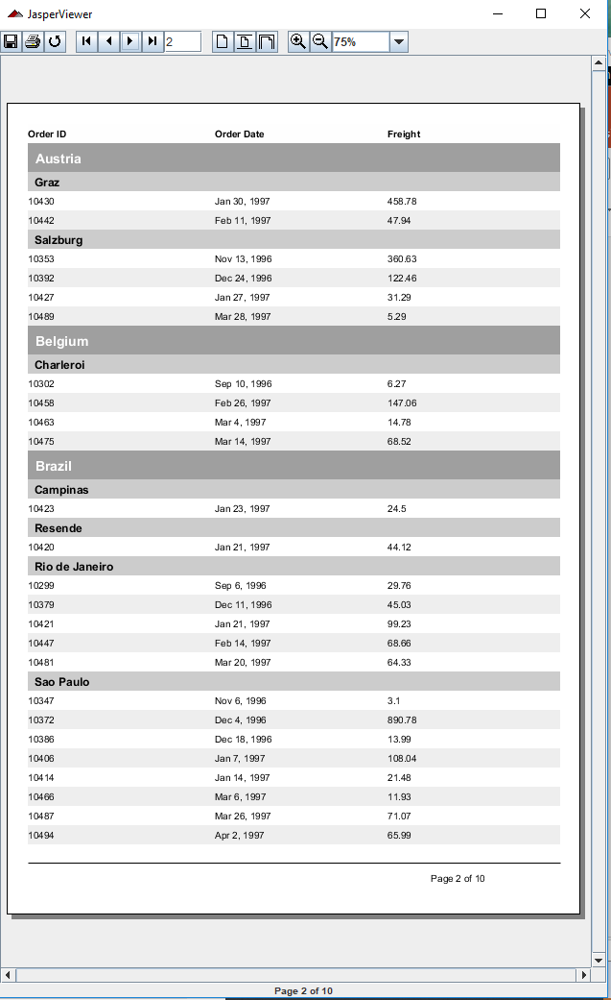 JasperViewer
2
75%
Order ID Order Date Freight
Austria
Graz
10430 Jan 30, 1997 458.78
10442 Feb 11, 1997 47.94
Salzburg
10353 Nov 13, 1996 360.63
10392 Dec 24, 1996 122.46
10427 Jan 27, 1997 31.29
10489 Mar 28, 1997 5.29
Belgium
Charleroi
10302 Sep 10, 1996 6.27
10458 Feb 26, 1997 147.06
10463 Mar 4, 1997 14.78
10475 Mar 14, 1997 68.52
Brazil
Campinas
10423 Jan 23, 1997 24.5
Resende
10420 Jan 21, 1997 44.12
Rio de Janeiro
10299 Sep 6, 1996 29.76
10379 Dec 11, 1996 45.03
10421 Jan 21, 1997 99.23
10447 Feb 14, 1997 68.66
10481 Mar 20, 1997 64.33
Sao Paulo
10347 Nov 6, 1996 3.1
10372 Dec 4, 1996 890.78
10386 Dec 18, 1996 13.99
10406 Jan 7, 1997 108.04
10414 Jan 14, 1997 21.48
10466 Mar 6, 1997 11.93
10487 Mar 26, 1997 71.07
10494 Apr 2, 1997 65.99
Page 2 of 10
Page 2 of 10